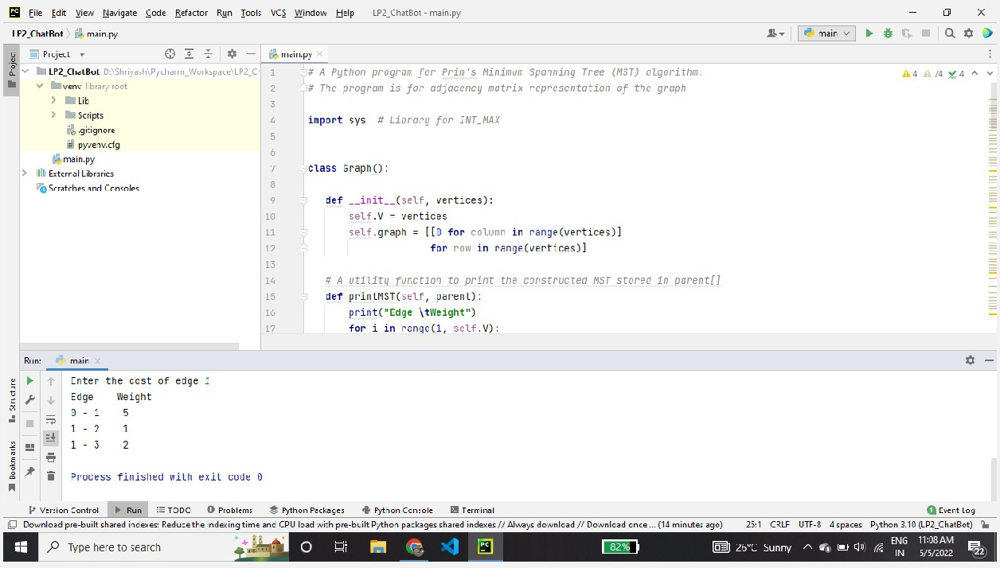 PC File Edit View Navigate Code Refactor Run Tools VCS Window Help LP2_ChatBot - main.py
LP2_ChatBot main.py main
Project
Project
main.py
LP2_ChatBot D:\Shriyash\Pycharm_Workspace\LP2_C
venv library root
Lib
Scripts
.gitignore
pyvenv.cfg
main.py
External Libraries
Scratches and Consoles
4 74 4
1 # A Python program for Prim's Minimum Spanning Tree (MST) algorithm.
2 # The program is for adjacency matrix representation of the graph
3
4 import sys # Library for INT_MAX
5
6
7 class Graph():
8
9 def __init__(self, vertices):
10 self.V = vertices
11 self.graph = [[0 for column in range(vertices)]
12 for row in range(vertices)]
13
14 # A utility function to print the constructed MST stored in parent[]
15 def printMST(self, parent):
16 print("Edge \tWeight")
17 for i in range(1, self.V):
Run: main
Structure
Bookmarks
Enter the cost of edge 1
Edge Weight
0 - 1 5
1 - 2 1
1 - 3 2
Process finished with exit code 0
Version Control Run TODO Problems Python Packages Python Console Terminal 1 Event Log
Download pre-built shared indexes: Reduce the indexing time and CPU load with pre-built Python packages shared indexes // Always download // Download once ... (14 minutes ago) 25:1 CRLF UTF-8 4 spaces Python 3.10 (LP2_ChatBot)
Type here to search PC 82% 26°C Sunny ENG IN 11:08 AM 5/5/2022 22